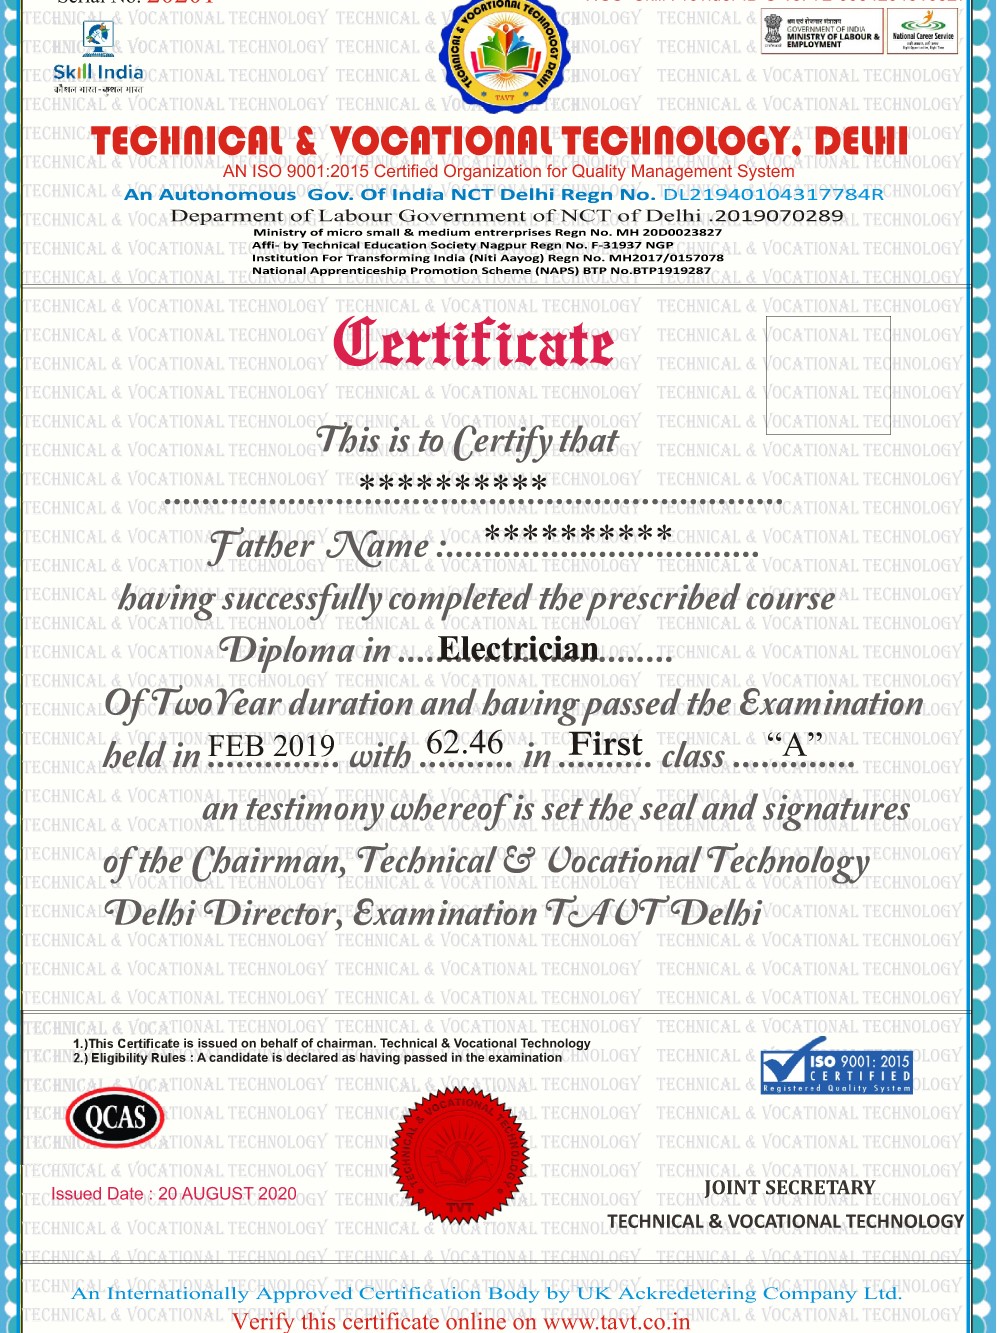 Serial No. 20201
Skill India
कौशल भारत - कुशल भारत
TECHNICAL & VOCATIONAL TECHNOLOGY DELHI
TAVT
श्रम एवं रोजगार मंत्रालय
GOVERNMENT OF INDIA
MINISTRY OF LABOUR & EMPLOYMENT
National Career Service
TECHNICAL & VOCATIONAL TECHNOLOGY, DELHI
AN ISO 9001:2015 Certified Organization for Quality Management System
An Autonomous Gov. Of India NCT Delhi Regn No. DL21940104317784R
Deparment of Labour Government of NCT of Delhi .2019070289
Ministry of micro small & medium entrerprises Regn No. MH 20D0023827
Affi- by Technical Education Society Nagpur Regn No. F-31937 NGP
Institution For Transforming India (Niti Aayog) Regn No. MH2017/0157078
National Apprenticeship Promotion Scheme (NAPS) BTP No.BTP1919287
Certificate
This is to Certify that
**********
Father Name :**********
having successfully completed the prescribed course
Diploma in ....Electrician..........
Of Two Year duration and having passed the Examination
held in FEB 2019 with 62.46 in First class “A”
an testimony whereof is set the seal and signatures
of the Chairman, Technical & Vocational Technology
Delhi Director, Examination TAVT Delhi
1.)This Certificate is issued on behalf of chairman. Technical & Vocational Technology
2.) Eligibility Rules : A candidate is declared as having passed in the examination
ISO 9001: 2015
CERTIFIED
Registered Quality System
QCAS
TECHNICAL & VOCATIONAL TECHNOLOGY
TVT
Issued Date : 20 AUGUST 2020
JOINT SECRETARY
TECHNICAL & VOCATIONAL TECHNOLOGY
An Internationally Approved Certification Body by UK Ackredetering Company Ltd.
Verify this certificate online on www.tavt.co.in